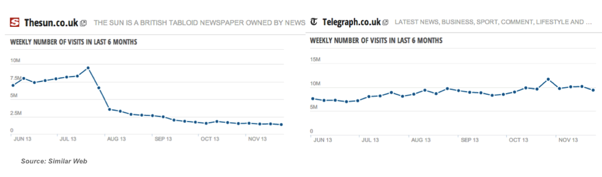 Thesun.co.uk THE SUN IS A BRITISH TABLOID NEWSPAPER OWNED BY NEWS
WEEKLY NUMBER OF VISITS IN LAST 6 MONTHS
10M
7.5M
5M
2.5M
0
JUN 13 JUL 13 AUG 13 SEP 13 OCT 13 NOV 13
Source: Similar Web
Telegraph.co.uk LATEST NEWS, BUSINESS, SPORT, COMMENT, LIFESTYLE AND ...
WEEKLY NUMBER OF VISITS IN LAST 6 MONTHS
15M
10M
5M
0
JUN 13 JUL 13 AUG 13 SEP 13 OCT 13 NOV 13